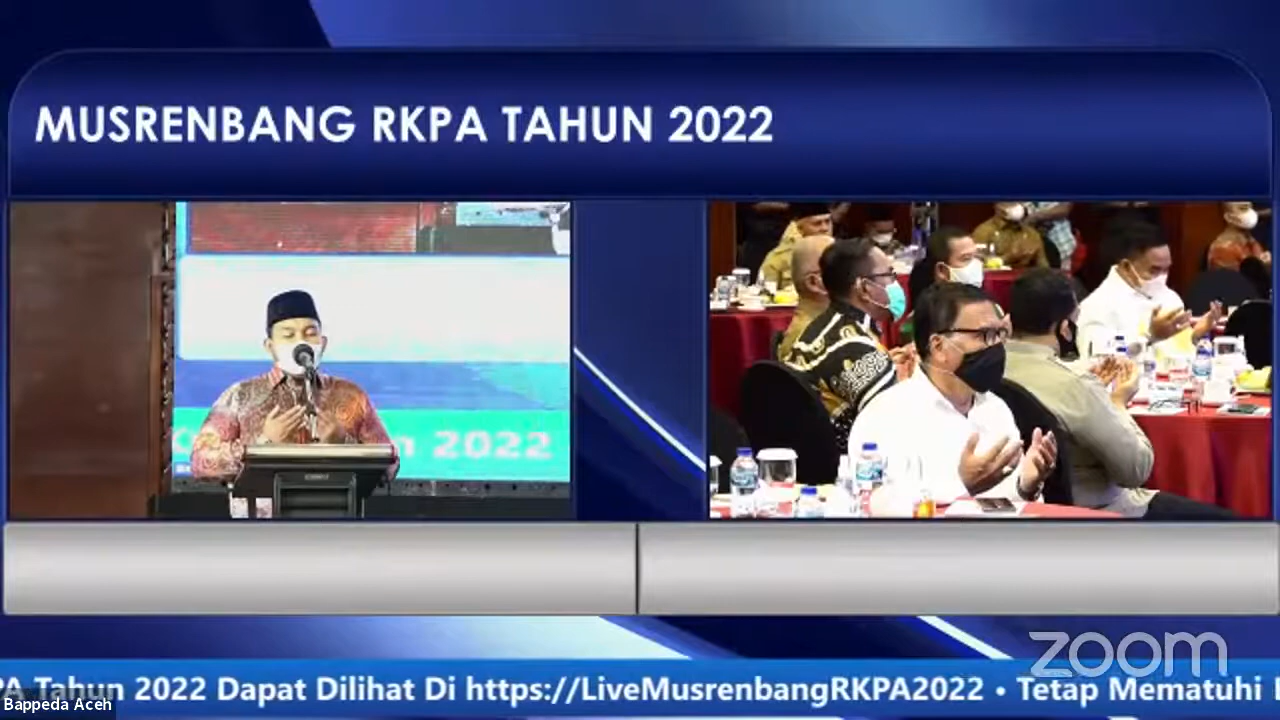 MUSRENBANG RKPA TAHUN 2022
2022
zoom
PA Tahun 2022 Dapat Dilihat Di https://LiveMusrenbangRKPA2022 • Tetap Mematuhi
Bappeda Aceh